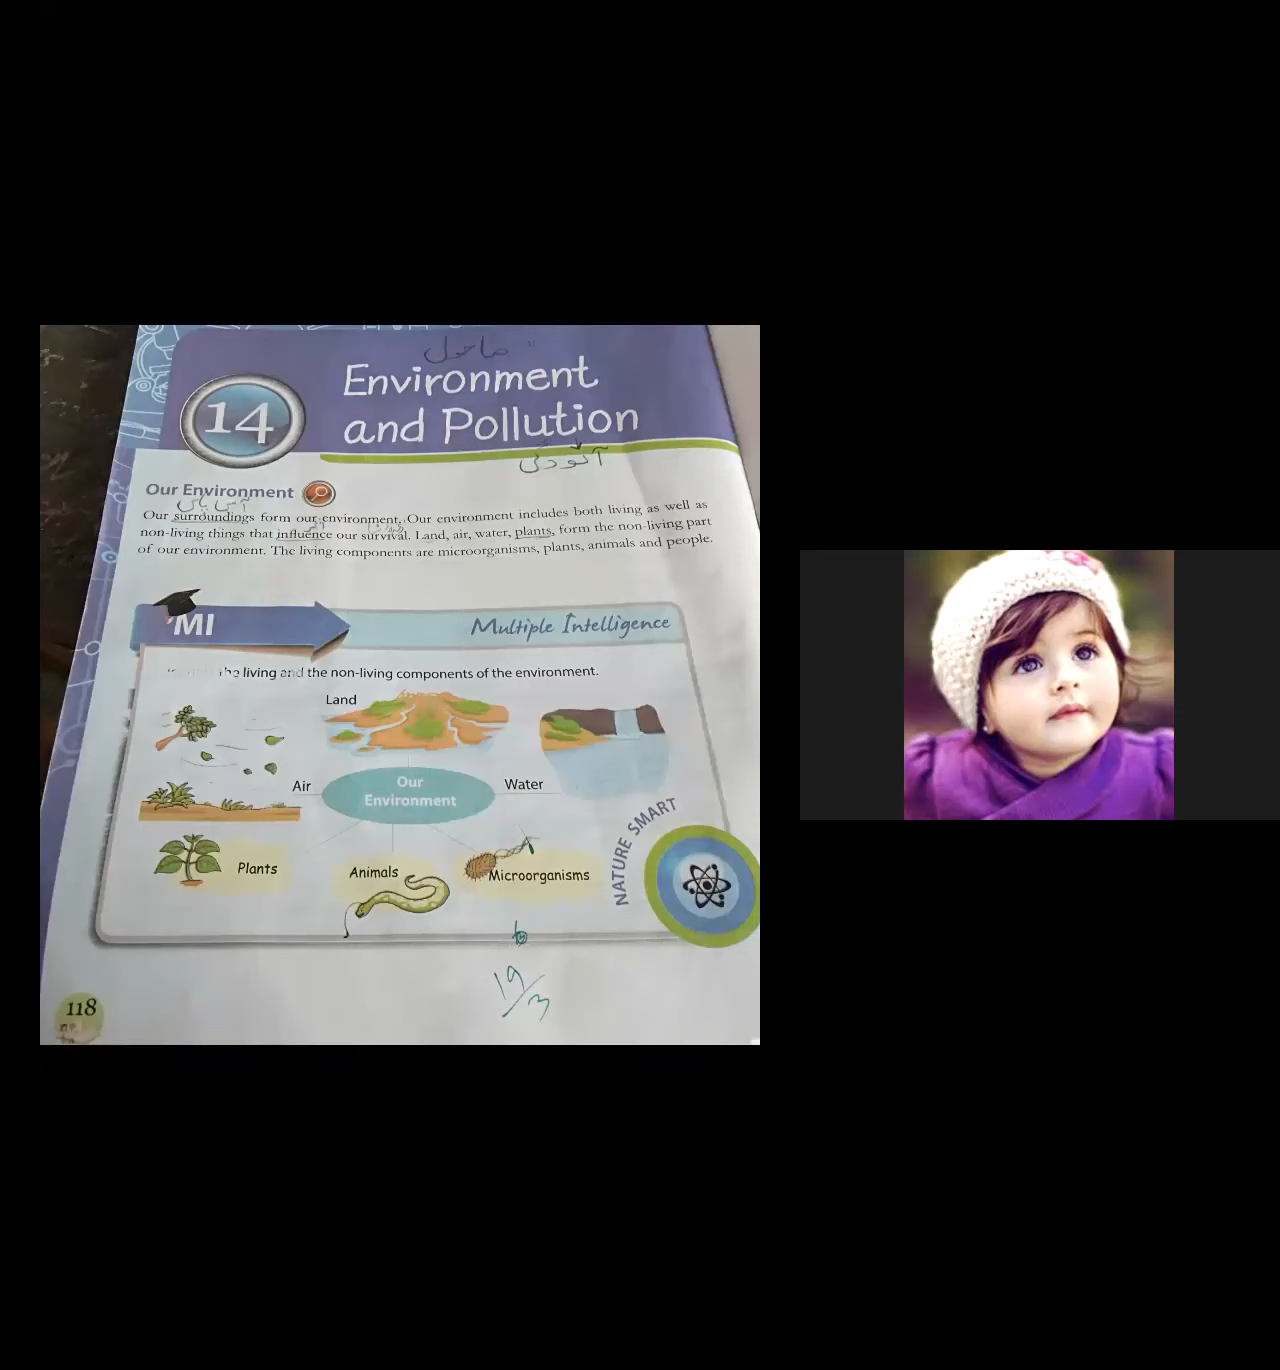 ماحول
14
Environment
and Pollution
آلودگی
Our Environment
آس پاس
Our surroundings form our environment. Our environment includes both living as well as
اثر
non-living things that influence our survival. Land, air, water, plants, form the non-living part
of our environment. The living components are microorganisms, plants, animals and people.
MI
Multiple Intelligence
the living and the non-living components of the environment.
Land
Air
Our
Environment
Water
Plants
Animals
Microorganisms
NATURE SMART
19/3
118